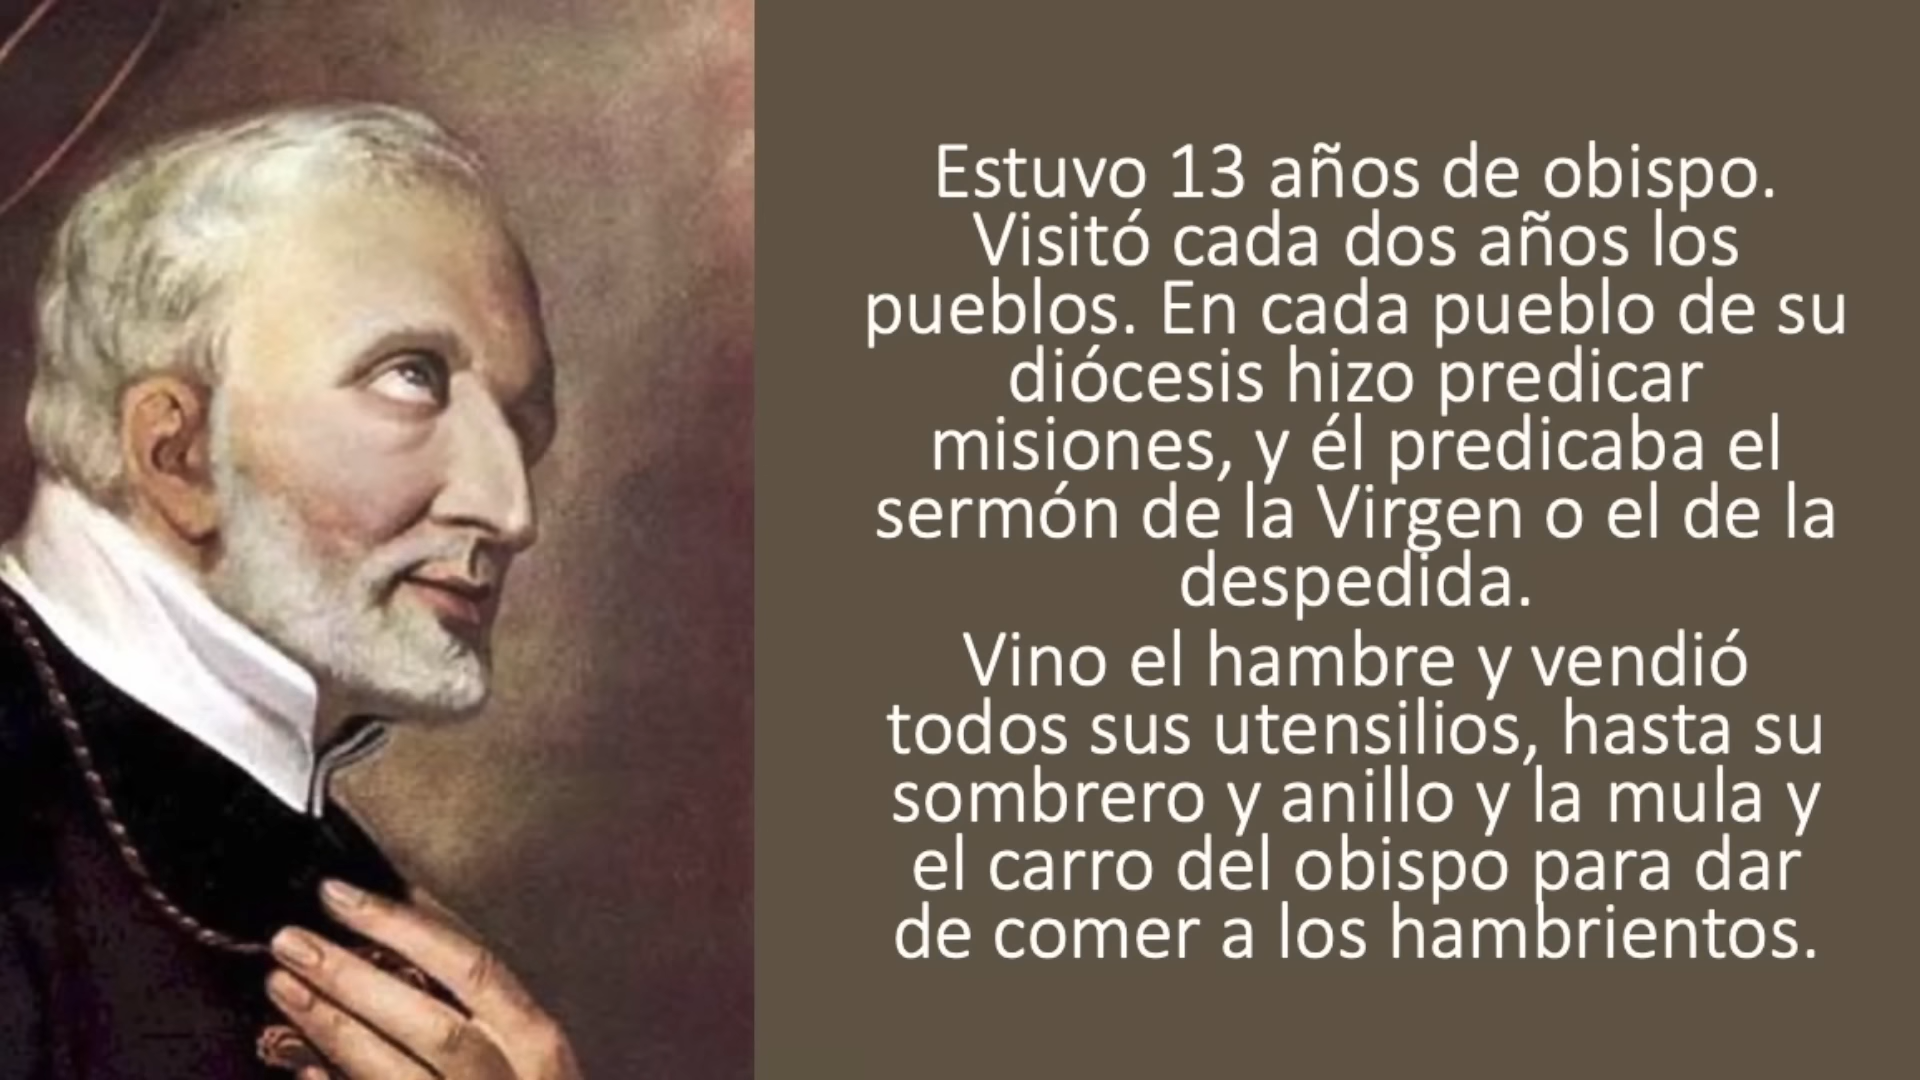 Estuvo 13 años de obispo.
Visitó cada dos años los
pueblos. En cada pueblo de su
diócesis hizo predicar
misiones, y él predicaba el
sermón de la Virgen o el de la
despedida.
Vino el hambre y vendió
todos sus utensilios, hasta su
sombrero y anillo y la mula y
el carro del obispo para dar
de comer a los hambrientos.